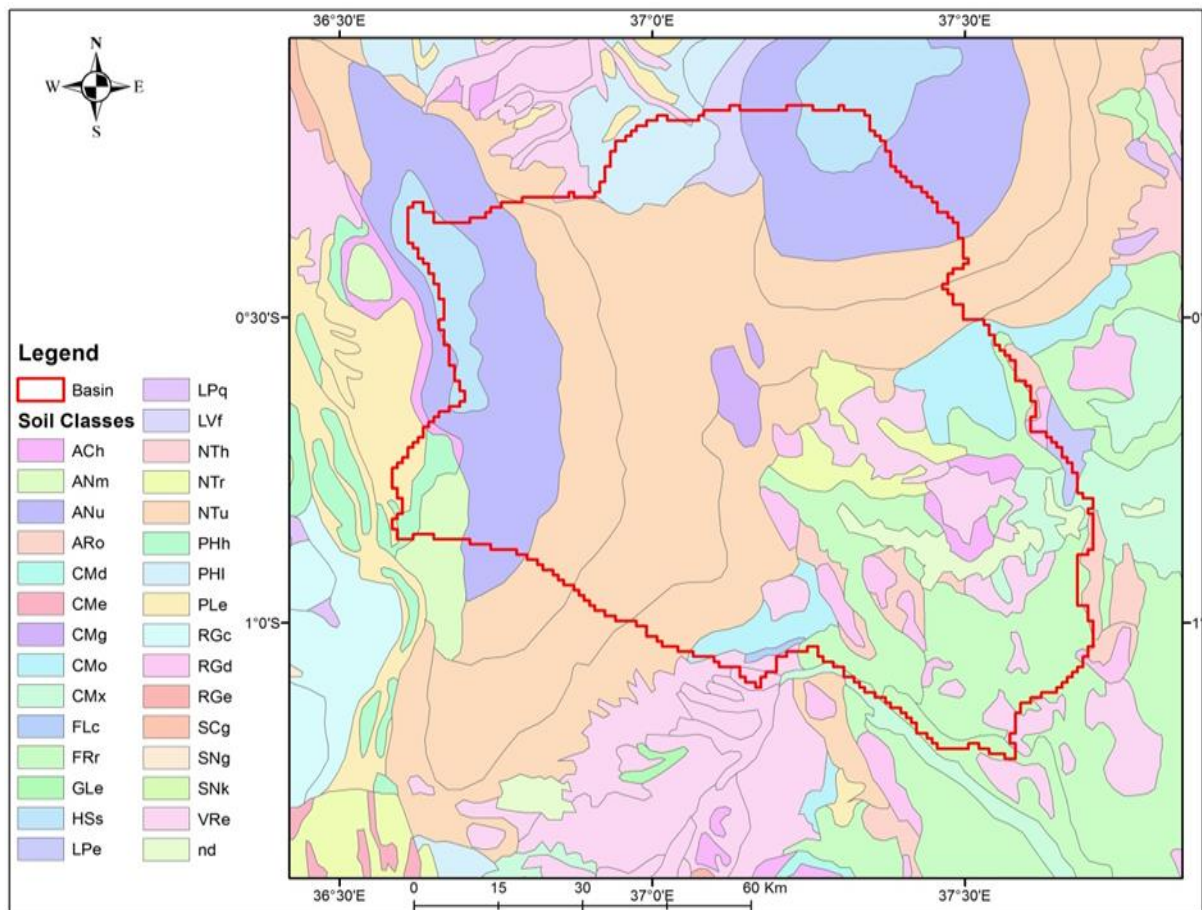 36°30'E 37°0'E 37°30'E
N
W E
S
0°30'S 0°
1°0'S 1°
Legend
Basin
Soil Classes
ACh
ANm
ANu
ARo
CMd
CMe
CMg
CMo
CMx
FLc
FRr
GLe
HSs
LPe
LPq
LVf
NTh
NTr
NTu
PHh
PHl
PLe
RGc
RGd
RGe
SCg
SNg
SNk
VRe
nd
36°30'E 37°0'E 37°30'E
0 15 30 60 Km